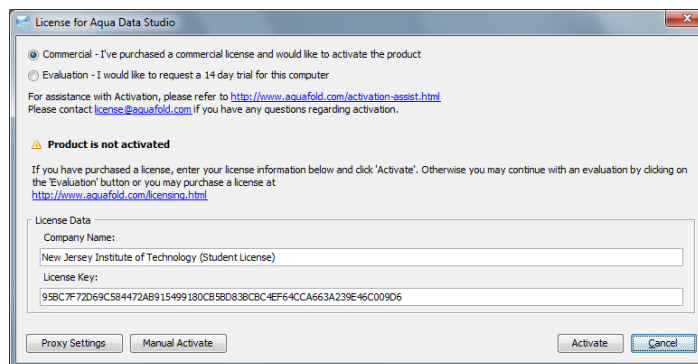 License for Aqua Data Studio
Commercial - I've purchased a commercial license and would like to activate the product
Evaluation - I would like to request a 14 day trial for this computer
For assistance with Activation, please refer to http://www.aquafold.com/activation-assist.html
Please contact license@aquafold.com if you have any questions regarding activation.
Product is not activated
If you have purchased a license, enter your license information below and click 'Activate'. Otherwise you may continue with an evaluation by clicking on
the 'Evaluation' button or you may purchase a license at
http://www.aquafold.com/licensing.html
License Data
Company Name:
New Jersey Institute of Technology (Student License)
License Key:
95BC7F72D69C584472AB915499180CB5BD83BCBC4EF64CCA663A239E46C009D6
Proxy Settings Manual Activate Activate Cancel